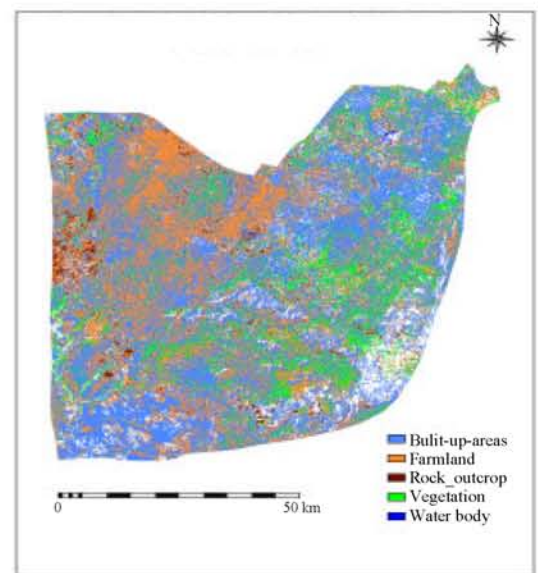 N
Bulit-up-areas
Farmland
Rock_outcrop
Vegetation
Water body
0 50 km